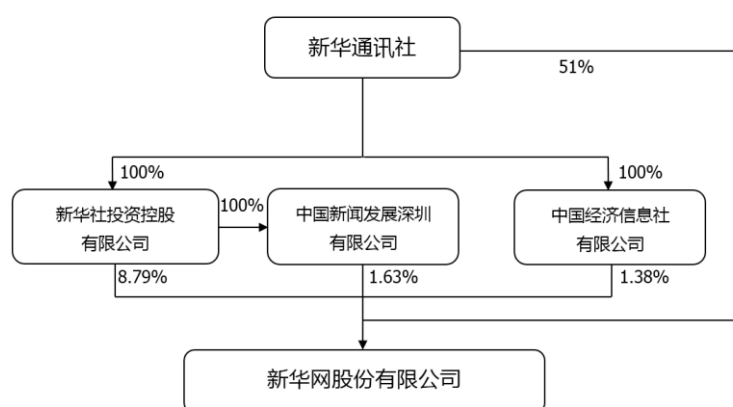 新华通讯社
51%
100%
100%
新华社投资控股
有限公司
100%
中国新闻发展深圳
有限公司
中国经济信息社
有限公司
8.79%
1.63%
1.38%
新华网股份有限公司